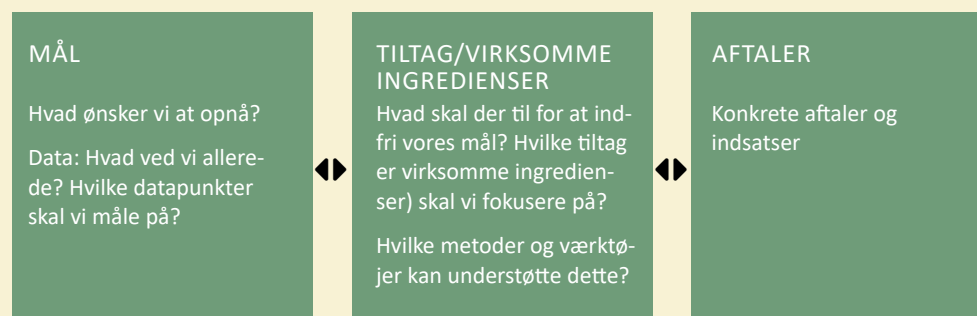 MÅL
Hvad ønsker vi at opnå?
Data: Hvad ved vi allere-
de? Hvilke datapunkter
skal vi måle på?
TILTAG/VIRKSOMME
INGREDIENSER
Hvad skal der til for at ind-
fri vores mål? Hvilke tiltag
er virksomme ingredien-
ser) skal vi fokusere på?
Hvilke metoder og værktø-
jer kan understøtte dette?
AFTALER
Konkrete aftaler og
indsatser